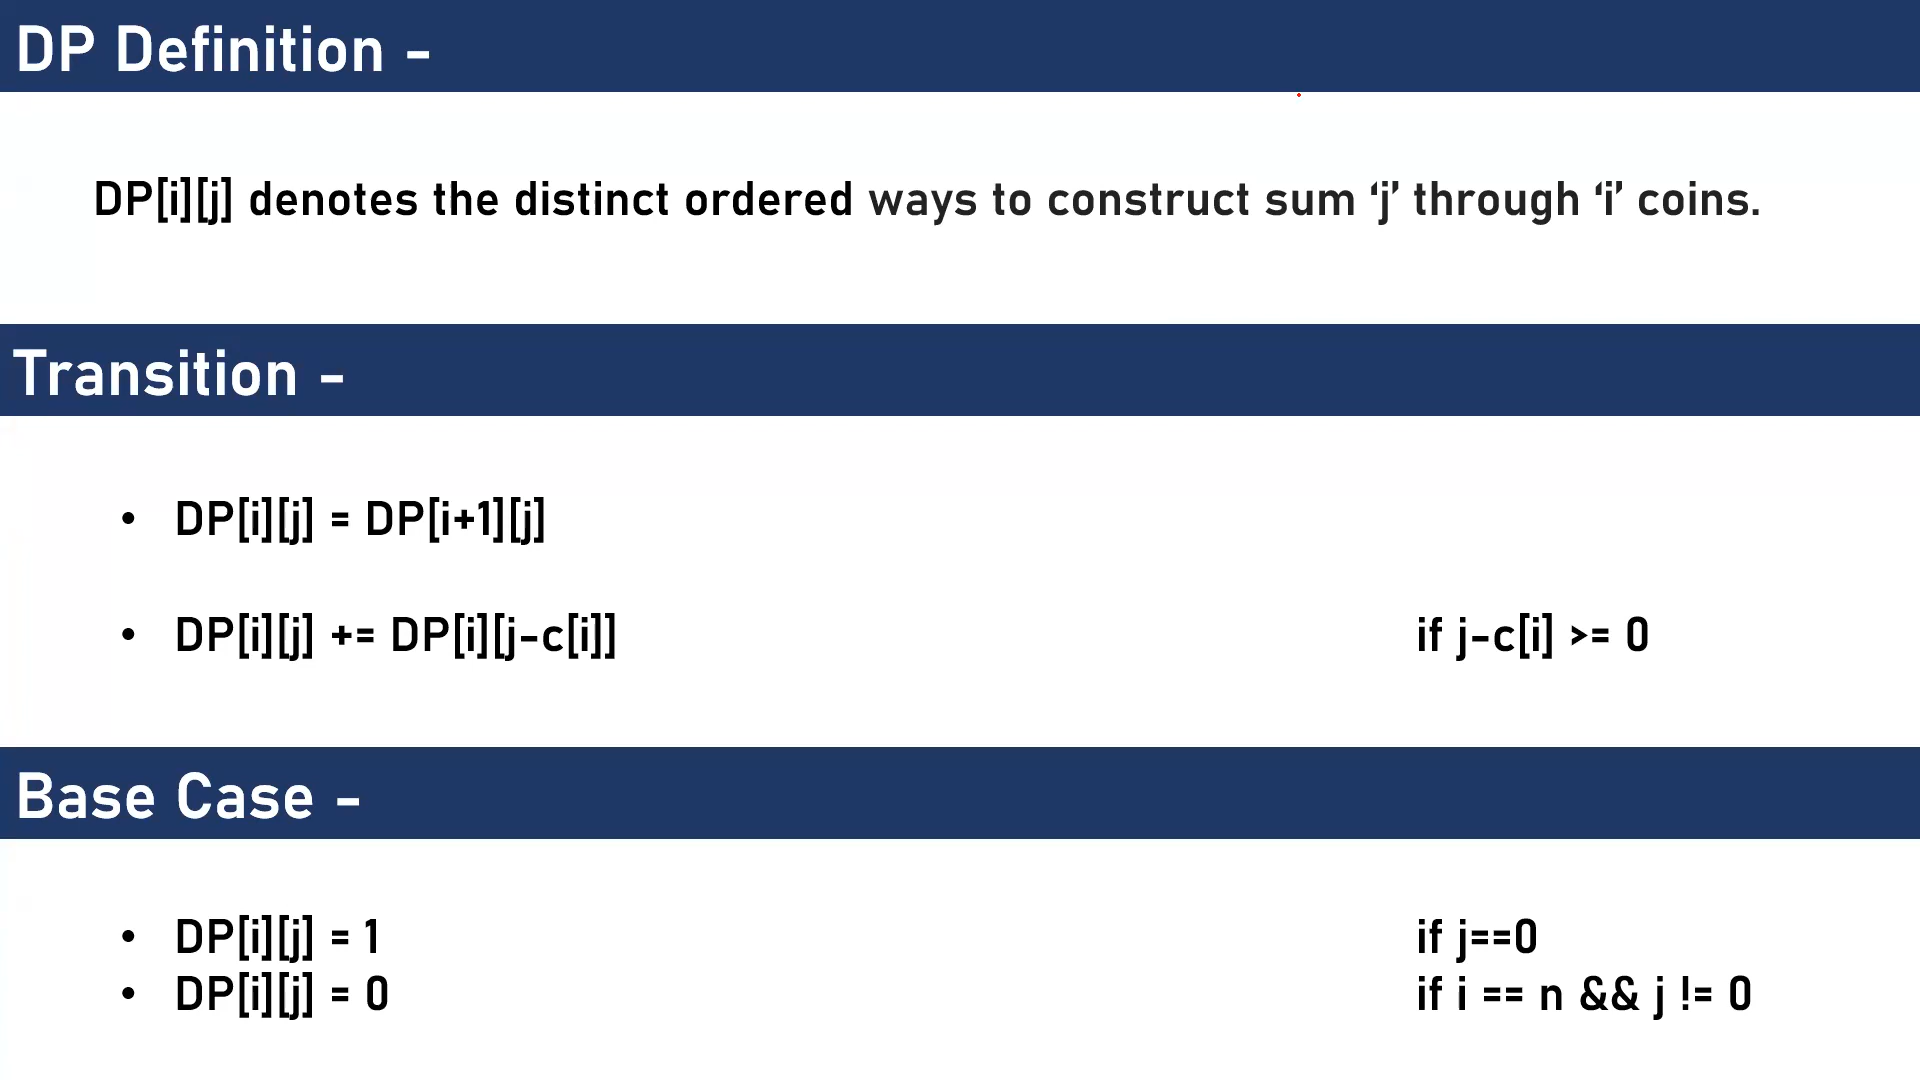 DP Definition -
DP[i][j] denotes the distinct ordered ways to construct sum ‘j’ through ‘i’ coins.
Transition -
• DP[i][j] = DP[i+1][j]
• DP[i][j] += DP[i][j-c[i]] if j-c[i] >= 0
Base Case -
• DP[i][j] = 1 if j==0
• DP[i][j] = 0 if i == n && j != 0